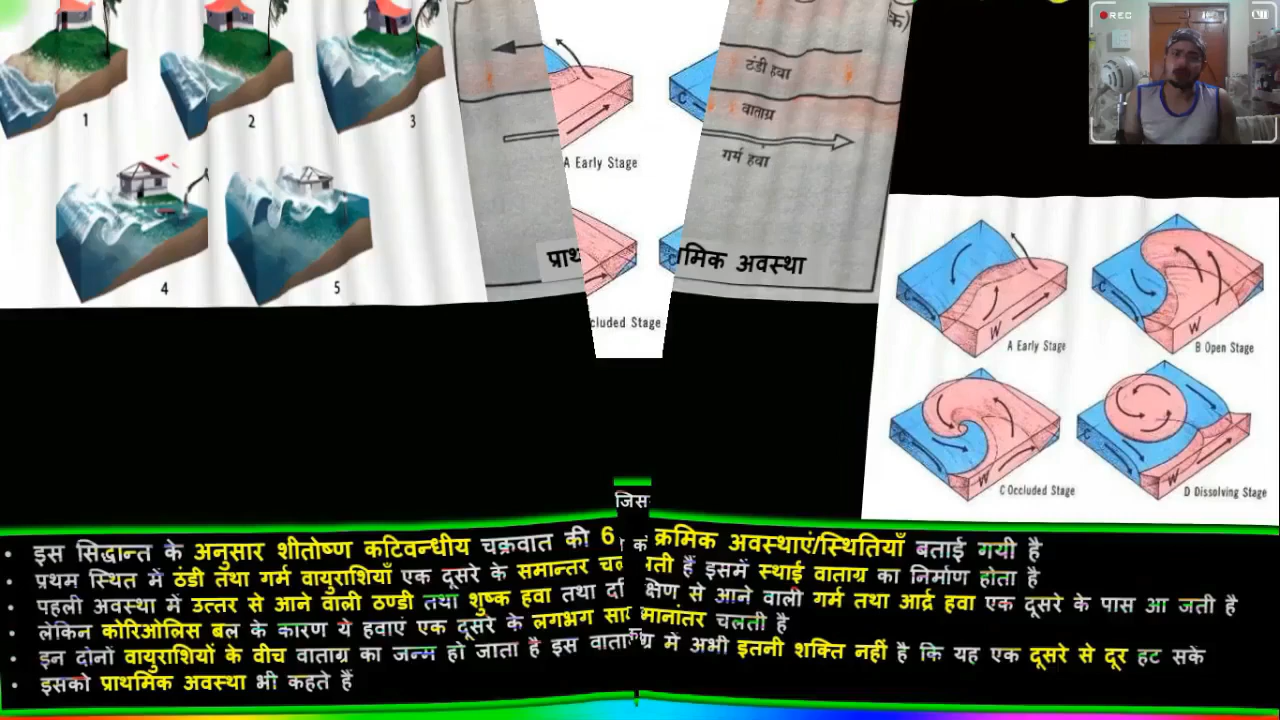 REC
1
2
3
4
5
ठंडी हवा
वाताग्र
गर्म हवा
A Early Stage
C
प्राथमिक अवस्था
cluded Stage
C
W
A Early Stage
W
B Open Stage
C
W
C Occluded Stage
W
D Dissolving Stage
जिस
• इस सिद्धान्त के अनुसार शीतोष्ण कटिवन्धीय चक्रवात की 6 क्रमिक अवस्थाएं/स्थितियाँ बताई गयी है
• प्रथम स्थित में ठंडी तथा गर्म वायुराशियाँ एक दूसरे के समान्तर चलती हैं इसमें स्थाई वाताग्र का निर्माण होता है
• पहली अवस्था में उत्तर से आने वाली ठण्डी तथा शुष्क हवा तथा दक्षिण से आने वाली गर्म तथा आर्द्र हवा एक दूसरे के पास आ जती है
• लेकिन कोरिओलिस बल के कारण ये हवाएं एक दूसरे के लगभग समानांतर चलती है
• इन दोनों वायुराशियों के वीच वाताग्र का जन्म हो जाता है इस वाताग्र में अभी इतनी शक्ति नहीं है कि यह एक दूसरे से दूर हट सकें
• इसको प्राथमिक अवस्था भी कहते हैं